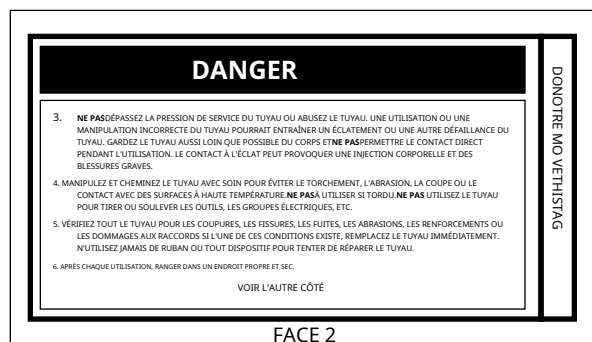 DANGER
3. NE PASDÉPASSEZ LA PRESSION DE SERVICE DU TUYAU OU ABUSEZ LE TUYAU. UNE UTILISATION OU UNE
MANIPULATION INCORRECTE DU TUYAU POURRAIT ENTRAÎNER UN ÉCLATEMENT OU UNE AUTRE DÉFAILLANCE DU
TUYAU. GARDEZ LE TUYAU AUSSI LOIN QUE POSSIBLE DU CORPS ETNE PASPERMETTRE LE CONTACT DIRECT
PENDANT L'UTILISATION. LE CONTACT À L'ÉCLAT PEUT PROVOQUER UNE INJECTION CORPORELLE ET DES
BLESSURES GRAVES.
4. MANIPULEZ ET CHEMINEZ LE TUYAU AVEC SOIN POUR ÉVITER LE TORCHEMENT, L'ABRASION, LA COUPE OU LE
CONTACT AVEC DES SURFACES À HAUTE TEMPÉRATURE.NE PASÀ UTILISER SI TORDU.NE PAS UTILISEZ LE TUYAU
POUR TIRER OU SOULEVER LES OUTILS, LES GROUPES ÉLECTRIQUES, ETC.
5. VÉRIFIEZ TOUT LE TUYAU POUR LES COUPURES, LES FISSURES, LES FUITES, LES ABRASIONS, LES RENFORCEMENTS OU
LES DOMMAGES AUX RACCORDS SI L'UNE DE CES CONDITIONS EXISTE, REMPLACEZ LE TUYAU IMMÉDIATEMENT.
N'UTILISEZ JAMAIS DE RUBAN OU TOUT DISPOSITIF POUR TENTER DE RÉPARER LE TUYAU.
6. APRÈS CHAQUE UTILISATION, RANGER DANS UN ENDROIT PROPRE ET SEC.
VOIR L'AUTRE CÔTÉ
DONOTRE MO VETHISTAG
FACE 2